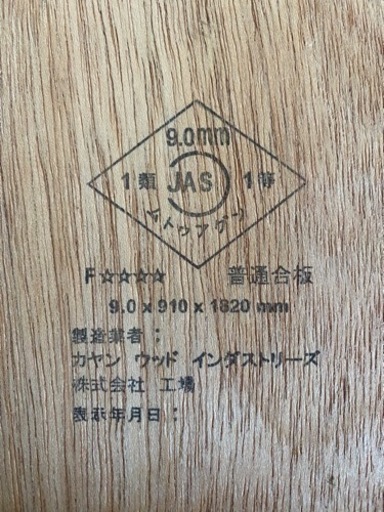 9.0mm
1類 JAS 1等
F☆☆☆☆ 普通合板
9.0 x 910 x 1820 mm
製造業者：
カヤン ウッド インダストリーズ
株式会社 工場
表示年月日：